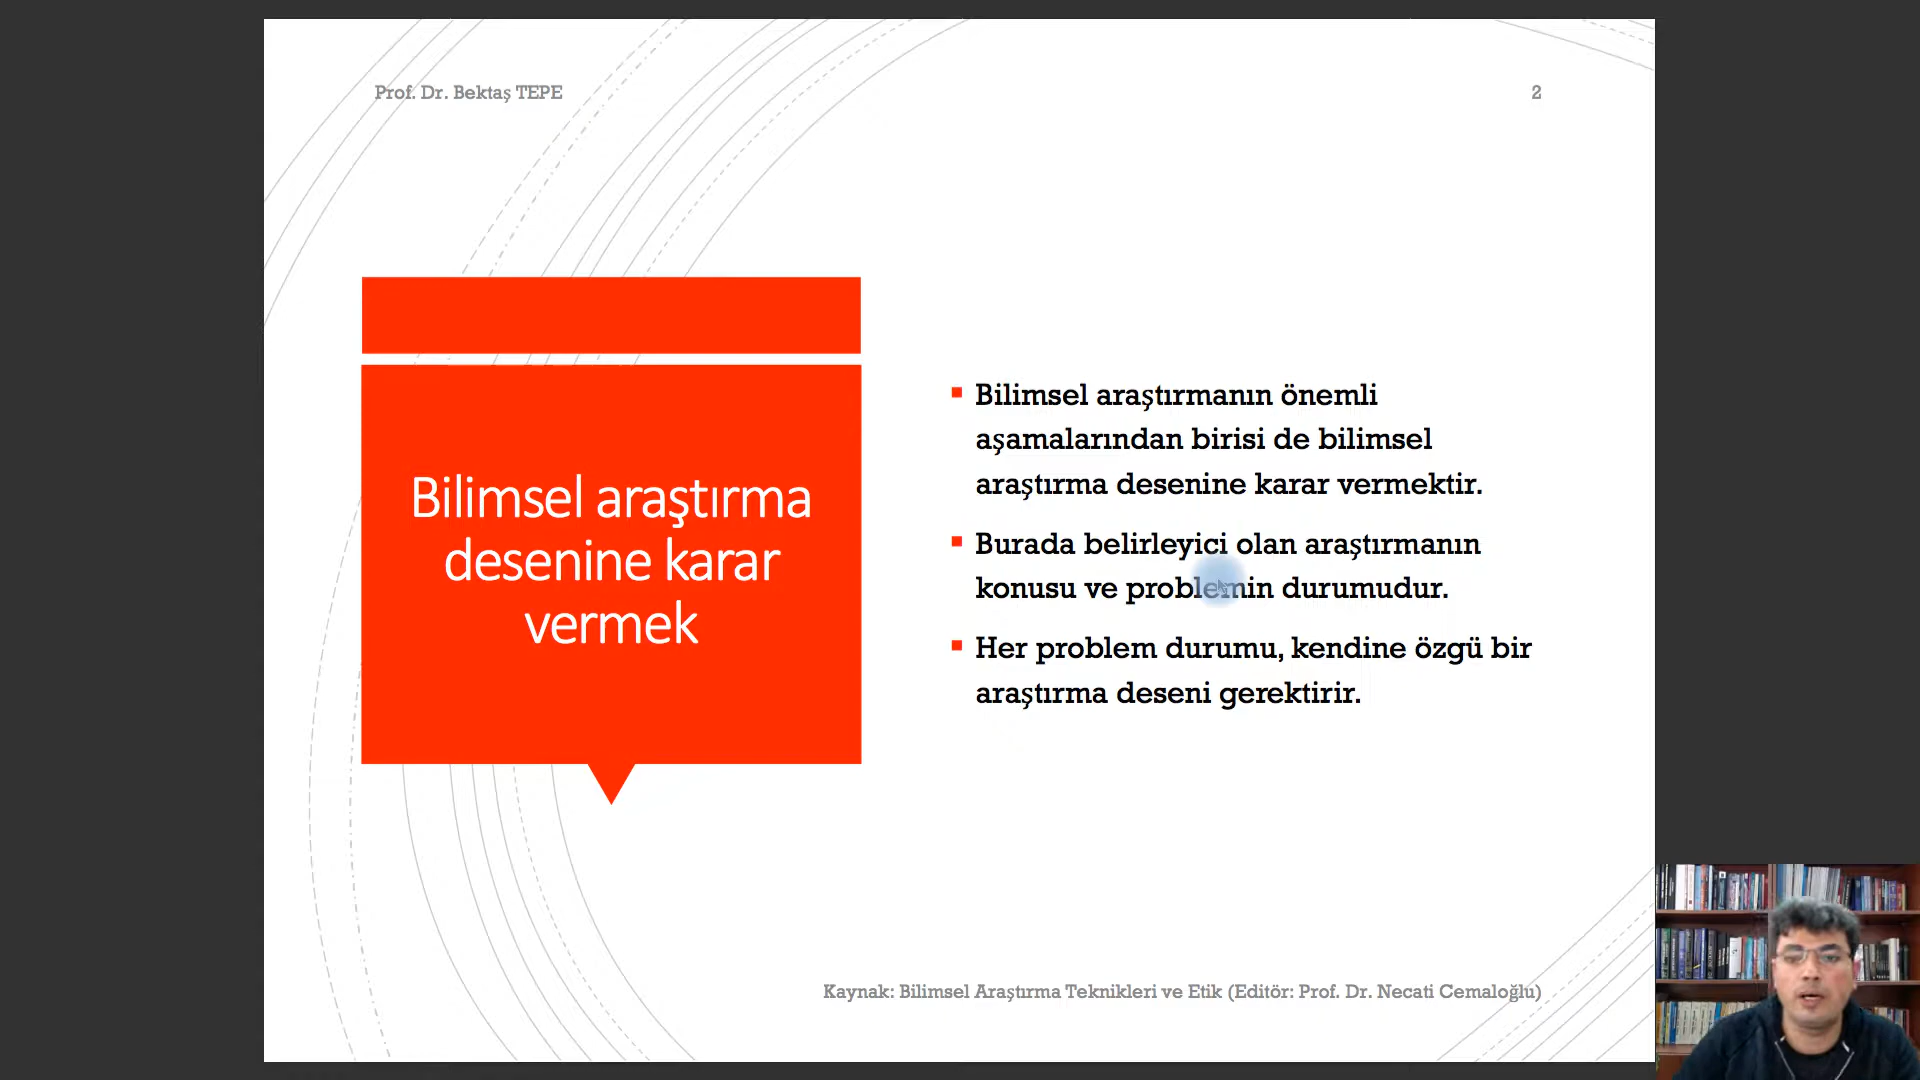 Prof. Dr. Bektaş TEPE
2
Bilimsel araştırma
desenine karar
vermek
Bilimsel araştırmanın önemli
aşamalarından birisi de bilimsel
araştırma desenine karar vermektir.
Burada belirleyici olan araştırmanın
konusu ve problemin durumudur.
Her problem durumu, kendine özgü bir
araştırma deseni gerektirir.
Kaynak: Bilimsel Araştırma Teknikleri ve Etik (Editör: Prof. Dr. Necati Cemaloğlu)